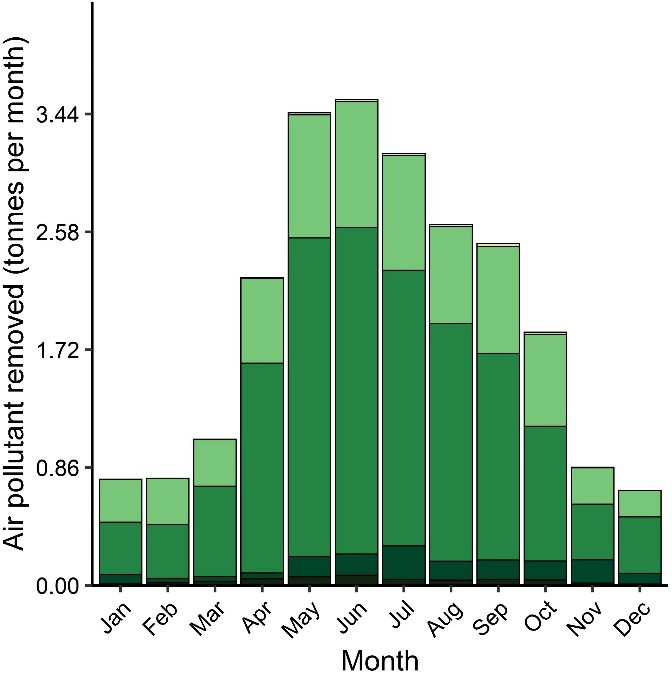 Air pollutant removed (tonnes per month)
3.44
2.58
1.72
0.86
0.00
Jan Feb Mar Apr May Jun Jul Aug Sep Oct Nov Dec
Month